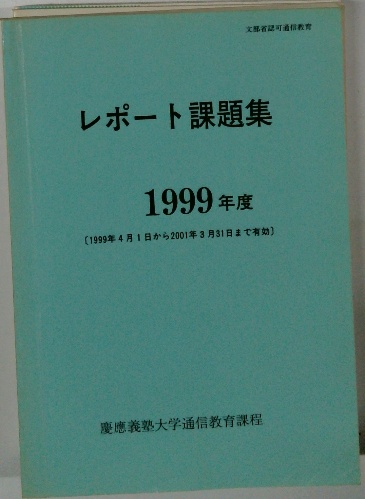 文部省認可通信教育
レポート課題集
1999年度
〔1999年4月1日から2001年3月31日まで有効〕
慶應義塾大学通信教育課程